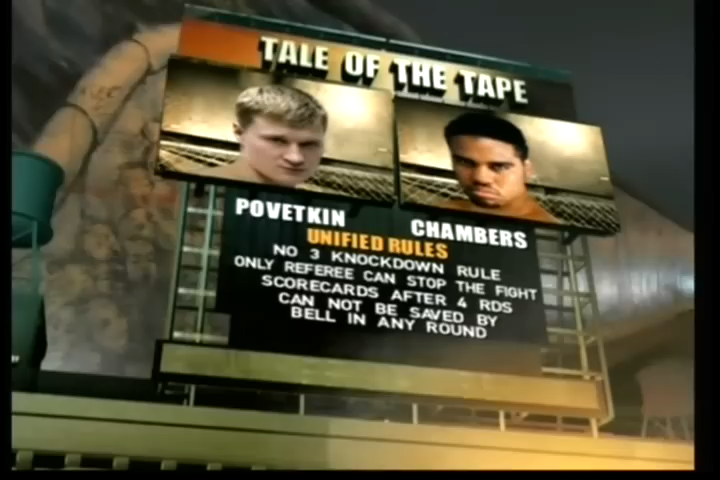 TALE OF THE TAPE
POVETKIN
CHAMBERS
UNIFIED RULES
NO 3 KNOCKDOWN RULE
ONLY REFEREE CAN STOP THE FIGHT
SCORECARDS AFTER 4 RDS
CAN NOT BE SAVED BY
BELL IN ANY ROUND